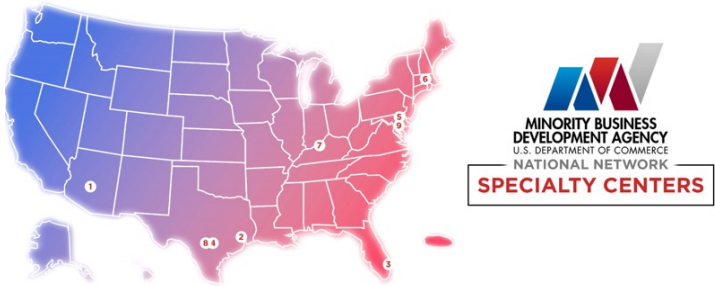 6
5
9
7
1
2
8 4
3
MINORITY BUSINESS
DEVELOPMENT AGENCY
U.S. DEPARTMENT OF COMMERCE
NATIONAL NETWORK
SPECIALTY CENTERS